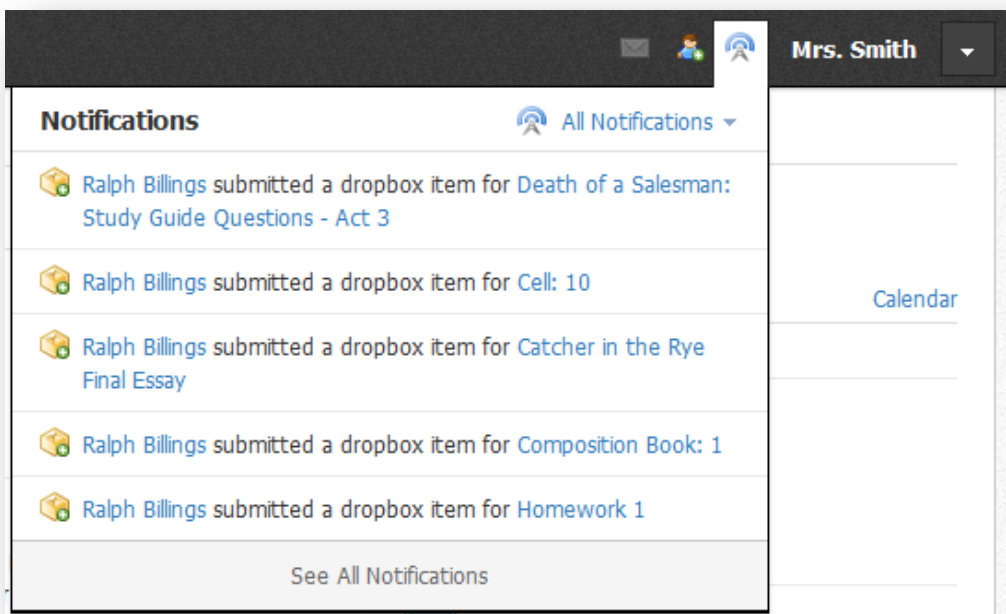 Mrs. Smith
Notifications
All Notifications
Ralph Billings submitted a dropbox item for Death of a Salesman:
Study Guide Questions - Act 3
Ralph Billings submitted a dropbox item for Cell: 10
Calendar
Ralph Billings submitted a dropbox item for Catcher in the Rye
Final Essay
Ralph Billings submitted a dropbox item for Composition Book: 1
Ralph Billings submitted a dropbox item for Homework 1
See All Notifications